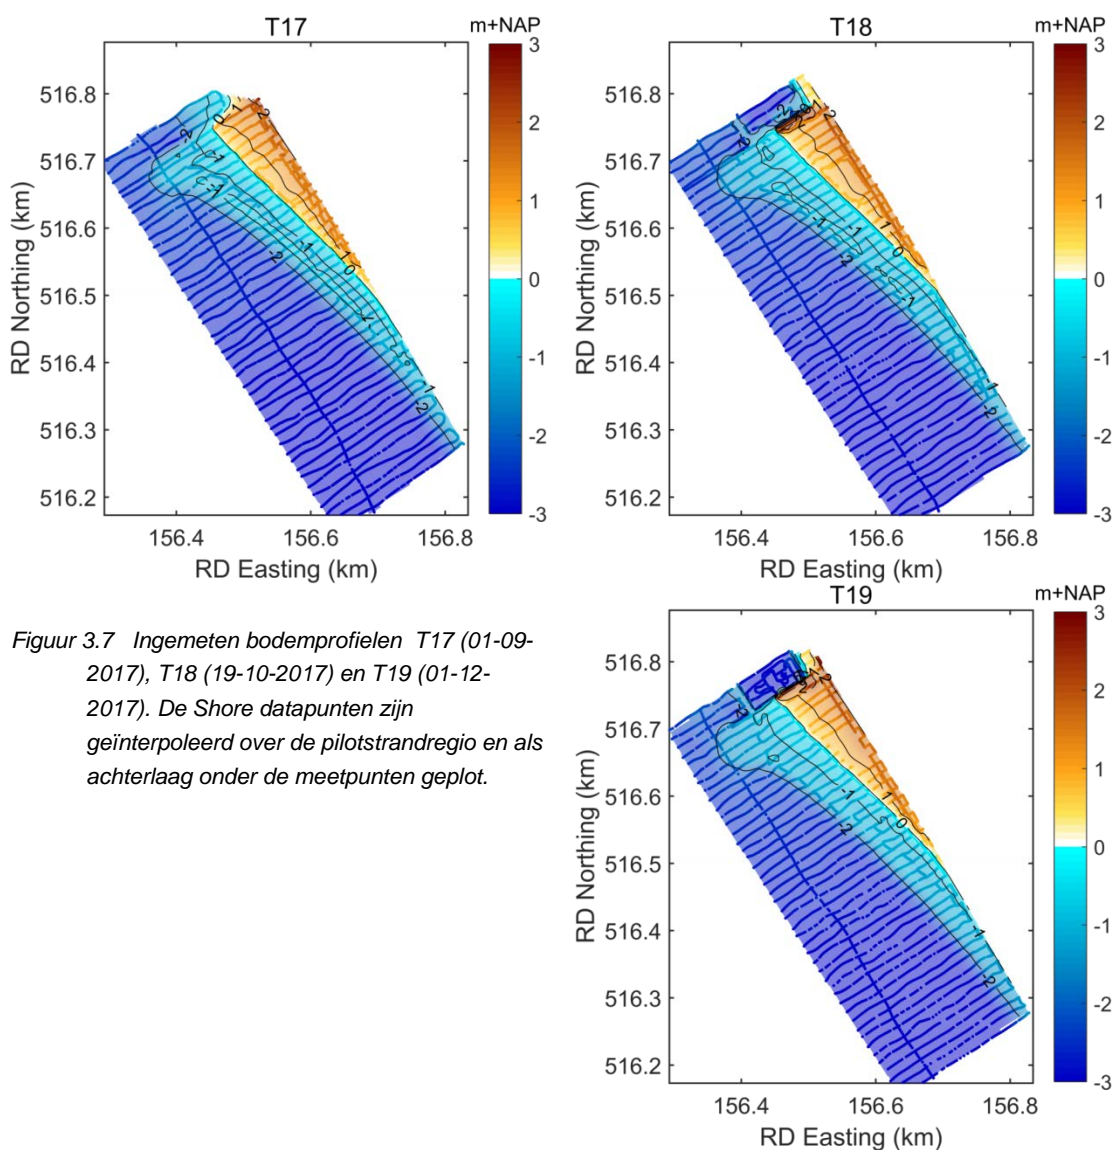 T17
m+NAP
3
2
1
0
-1
-2
-3
516.8
516.7
516.6
516.5
516.4
516.3
516.2
RD Northing (km)
156.4 156.6 156.8
RD Easting (km)
T18
m+NAP
3
2
1
0
-1
-2
-3
516.8
516.7
516.6
516.5
516.4
516.3
516.2
RD Northing (km)
156.4 156.6 156.8
RD Easting (km)
Figuur 3.7 Ingemeten bodemprofielen T17 (01-09-
2017), T18 (19-10-2017) en T19 (01-12-
2017). De Shore datapunten zijn
geïnterpoleerd over de pilotstrandregio en als
achterlaag onder de meetpunten geplot.
T19
m+NAP
3
2
1
0
-1
-2
-3
516.8
516.7
516.6
516.5
516.4
516.3
516.2
RD Northing (km)
156.4 156.6 156.8
RD Easting (km)